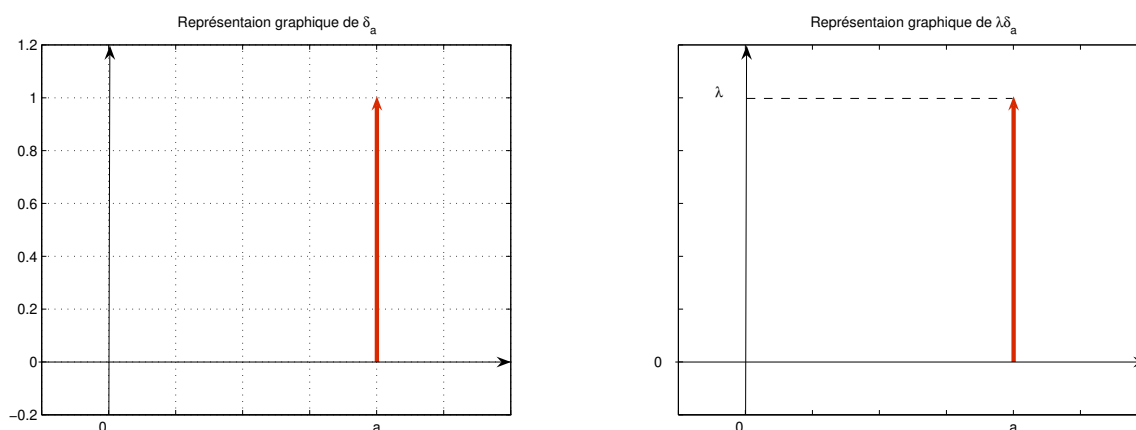 Représentaion graphique de δa
1.2
1
0.8
0.6
0.4
0.2
0
−0.2
0
a
Représentaion graphique de λδa
λ
0
0
a